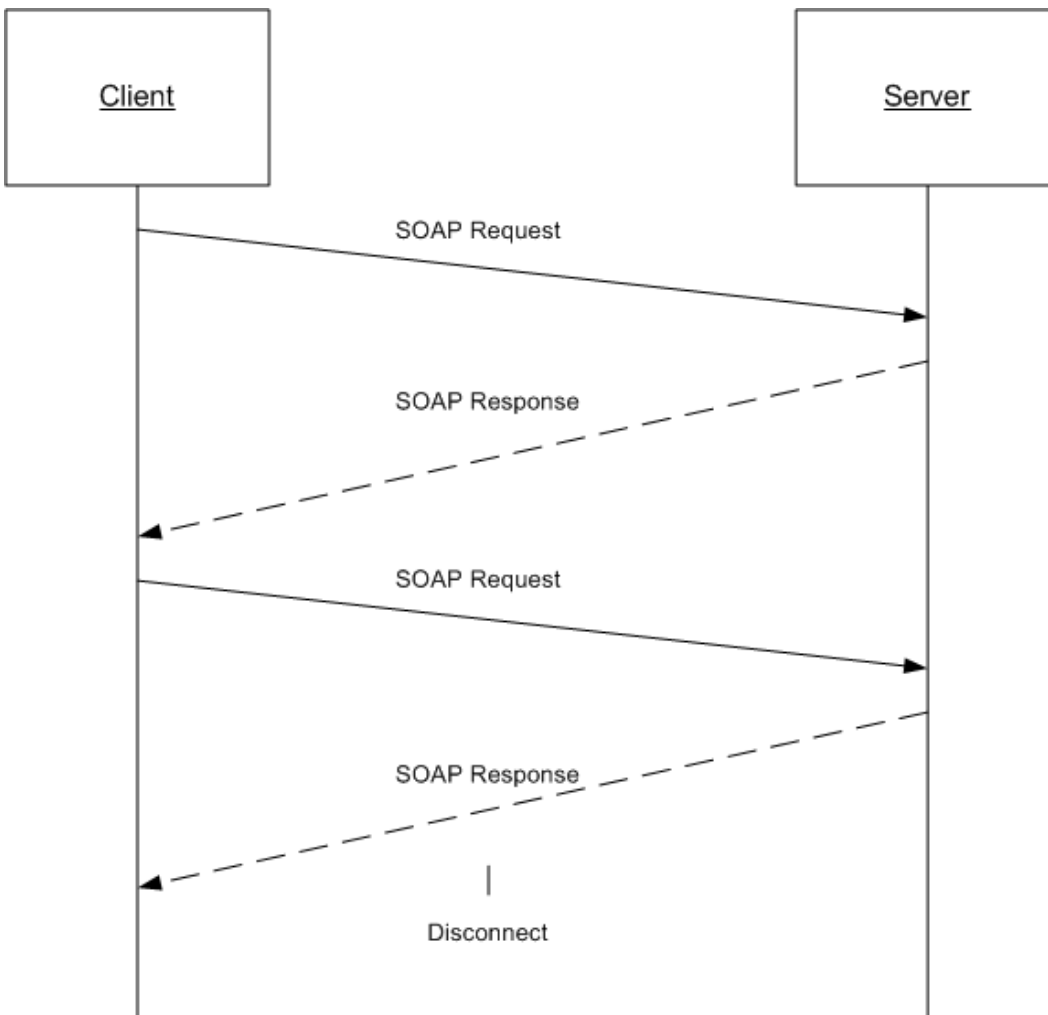 Client
Server
SOAP Request
SOAP Response
SOAP Request
SOAP Response
Disconnect